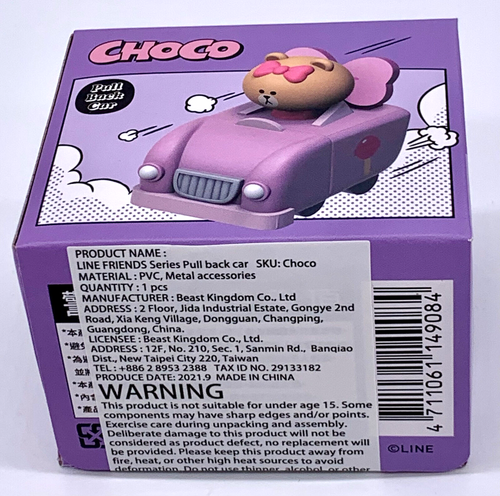 CHOCO
Pull
Back
Car
PRODUCT NAME :
LINE FRIENDS Series Pull back car SKU: Choco
MATERIAL : PVC, Metal accessories
QUANTITY : 1 pcs
MANUFACTURER : Beast Kingdom Co., Ltd
ADDRESS : 2 Floor, Jida Industrial Estate, Gongye 2nd
Road, Xia Keng Village, Dongguan, Changping,
Guangdong, China.
LICENSEE : Beast Kingdom Co., Ltd.
ADDRESS : 12F, No. 210, Sec. 1, Sanmin Rd., Banqiao
Dist., New Taipei City 220, Taiwan
TEL : +886 2 8953 2388 TAX ID NO. 29133182
PRODUCE DATE: 2021.9 MADE IN CHINA
WARNING
This product is not suitable for under age 15. Some
components may have sharp edges and/or points.
Exercise care during unpacking and assembly.
Deliberate damage to this product will not be
considered as product defect, no replacement will
be provided. Please keep this product away from
fire, heat, or other high heat sources to avoid
deformation. Do not use thinner, alcohol, or other
4 711061 149084
©LINE